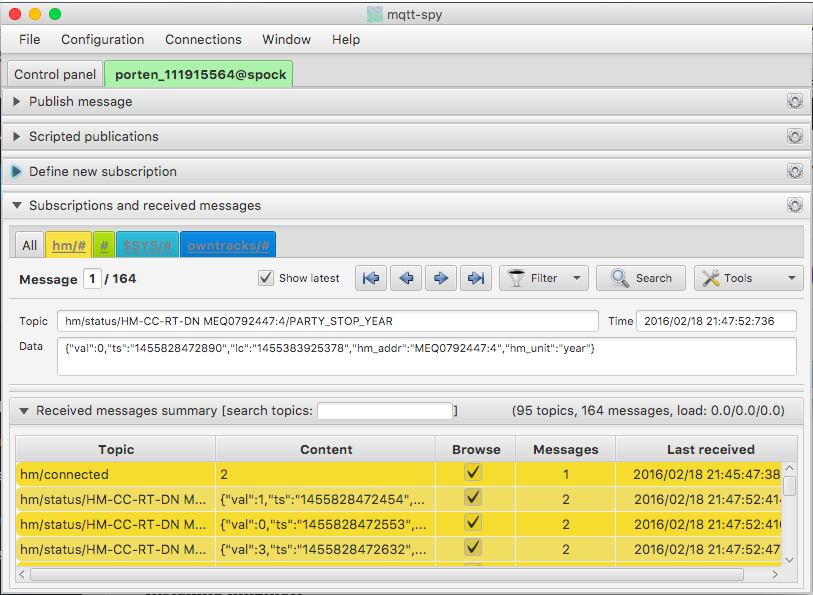 mqtt-spy
File Configuration Connections Window Help
Control panel porten_111915564@spock
Publish message
Scripted publications
Define new subscription
Subscriptions and received messages
All hm/# # $SYS/# owntracks/#
Message 1 / 164 Show latest Filter Search Tools
Topic hm/status/HM-CC-RT-DN MEQ0792447:4/PARTY_STOP_YEAR Time 2016/02/18 21:47:52:736
Data {"val":0,"ts":"1455828472890","lc":"1455383925378","hm_addr":"MEQ0792447:4","hm_unit":"year"}
Received messages summary [search topics: ] (95 topics, 164 messages, load: 0.0/0.0/0.0)
Topic Content Browse Messages Last received
hm/connected 2 1 2016/02/18 21:45:47:38
hm/status/HM-CC-RT-DN M... {"val":1,"ts":"1455828472454",... 2 2016/02/18 21:47:52:41
hm/status/HM-CC-RT-DN M... {"val":0,"ts":"1455828472553",... 2 2016/02/18 21:47:52:41
hm/status/HM-CC-RT-DN M... {"val":3,"ts":"1455828472632",... 2 2016/02/18 21:47:52:47